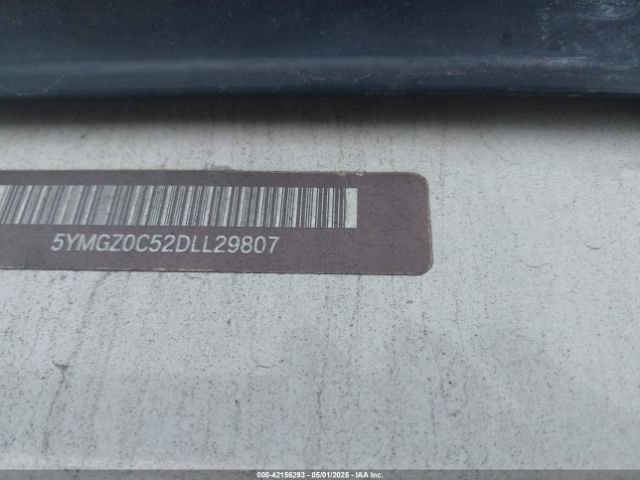 5YMGZ0C52DLL29807
000-42156293 • 05/01/2025 • IAA Inc.